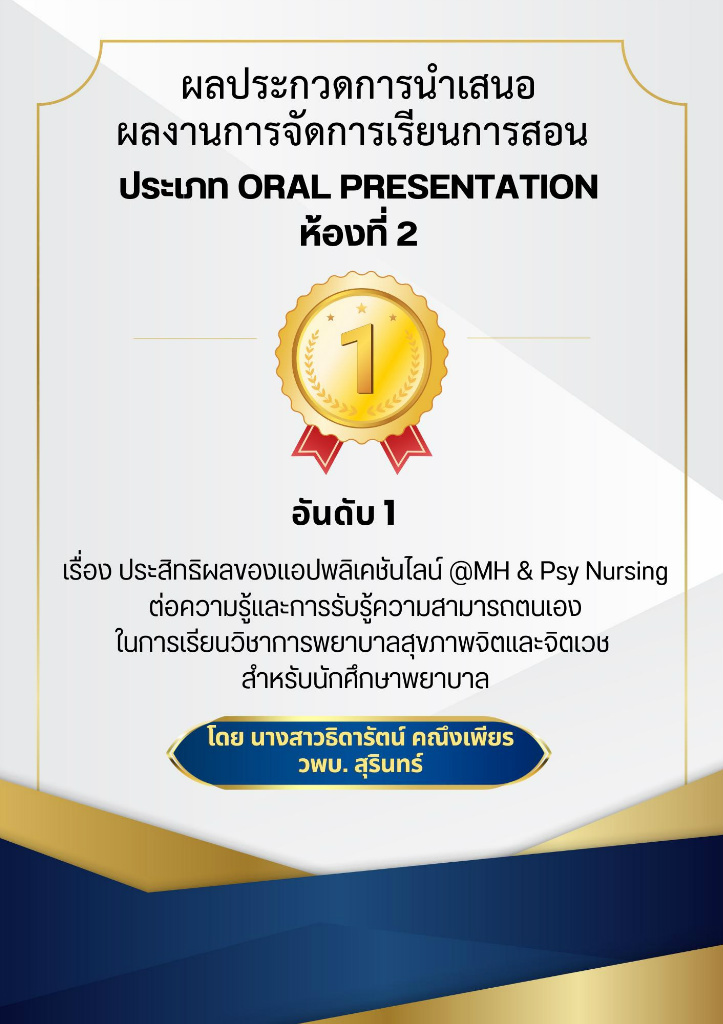 ผลประกวดการนำเสนอ
ผลงานการจัดการเรียนการสอน
ประเภท ORAL PRESENTATION
ห้องที่ 2
1
อันดับ 1
เรื่อง ประสิทธิผลของแอปพลิเคชันไลน์ @MH & Psy Nursing
ต่อความรู้และการรับรู้ความสามารถตนเอง
ในการเรียนวิชาการพยาบาลสุขภาพจิตและจิตเวช
สำหรับนักศึกษาพยาบาล
โดย นางสาวธิดารัตน์ คณึงเพียร
วพบ. สุรินทร์